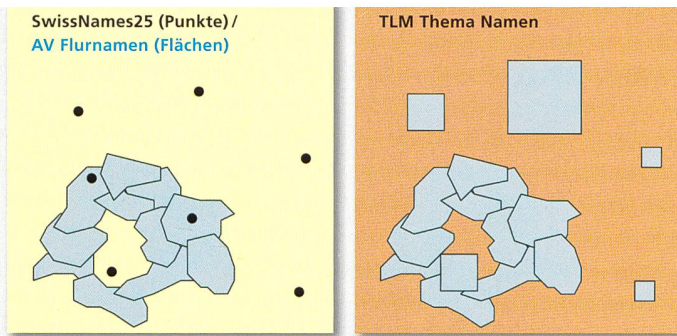 SwissNames25 (Punkte) /
AV Flurnamen (Flächen)
TLM Thema Namen